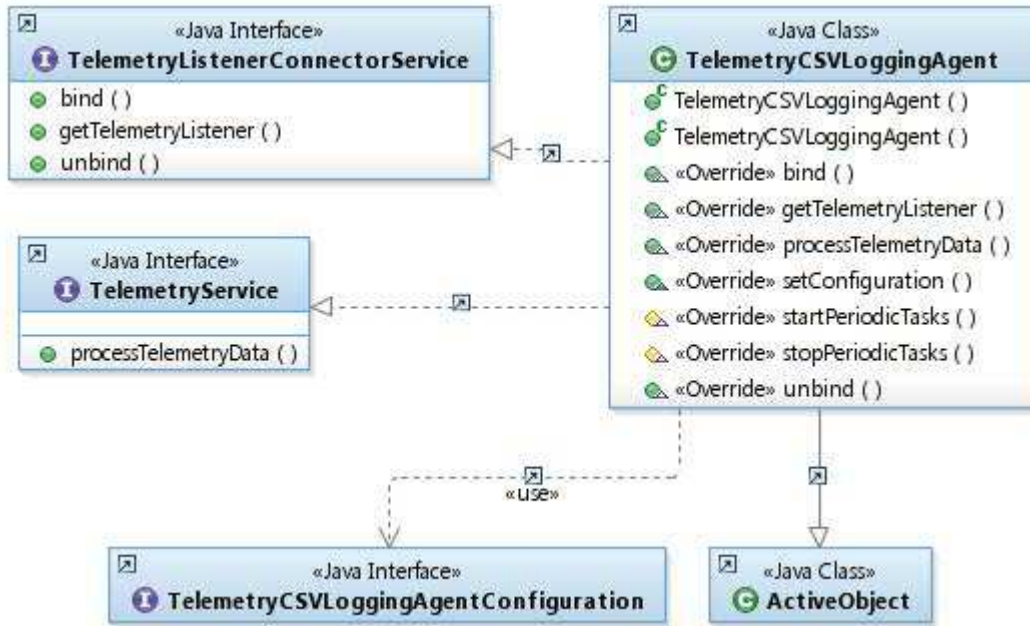 «Java Interface»
TelemetryListenerConnectorService
bind ( )
getTelemetryListener ( )
unbind ( )
«Java Class»
TelemetryCSVLoggingAgent
TelemetryCSVLoggingAgent ( )
TelemetryCSVLoggingAgent ( )
«Override» bind ( )
«Override» getTelemetryListener ( )
«Override» processTelemetryData ( )
«Override» setConfiguration ( )
«Override» startPeriodicTasks ( )
«Override» stopPeriodicTasks ( )
«Override» unbind ( )
«Java Interface»
TelemetryService
processTelemetryData ( )
«use»
«Java Interface»
TelemetryCSVLoggingAgentConfiguration
«Java Class»
ActiveObject